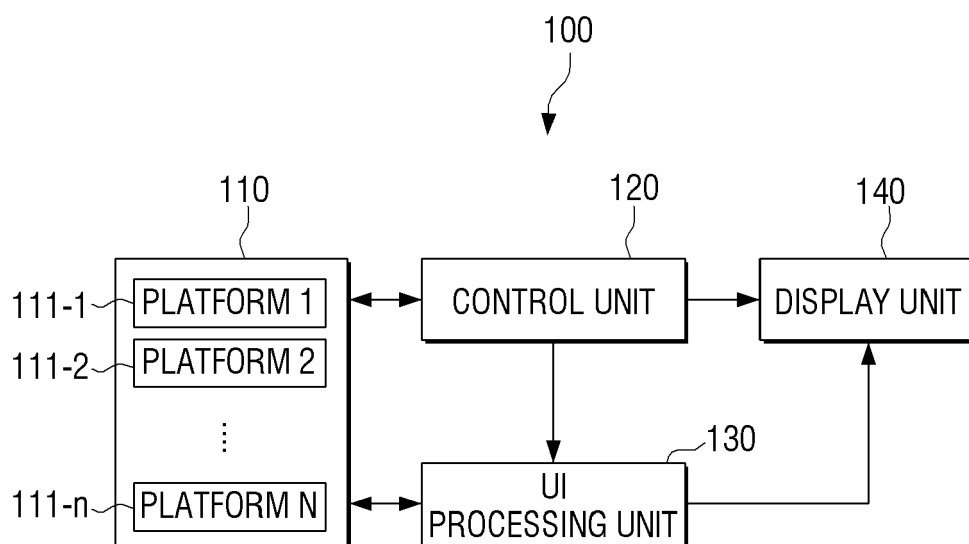 100
110
120
140
111-1
PLATFORM 1
CONTROL UNIT
DISPLAY UNIT
111-2
PLATFORM 2
130
111-n
PLATFORM N
UI
PROCESSING UNIT